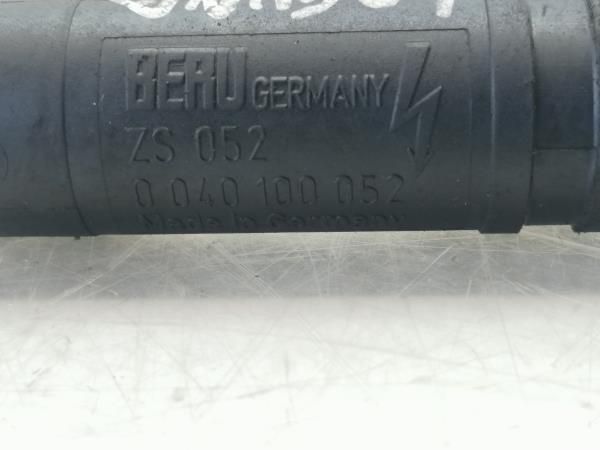 BERU GERMANY
ZS 052
0 040 100 052
Made in Germany